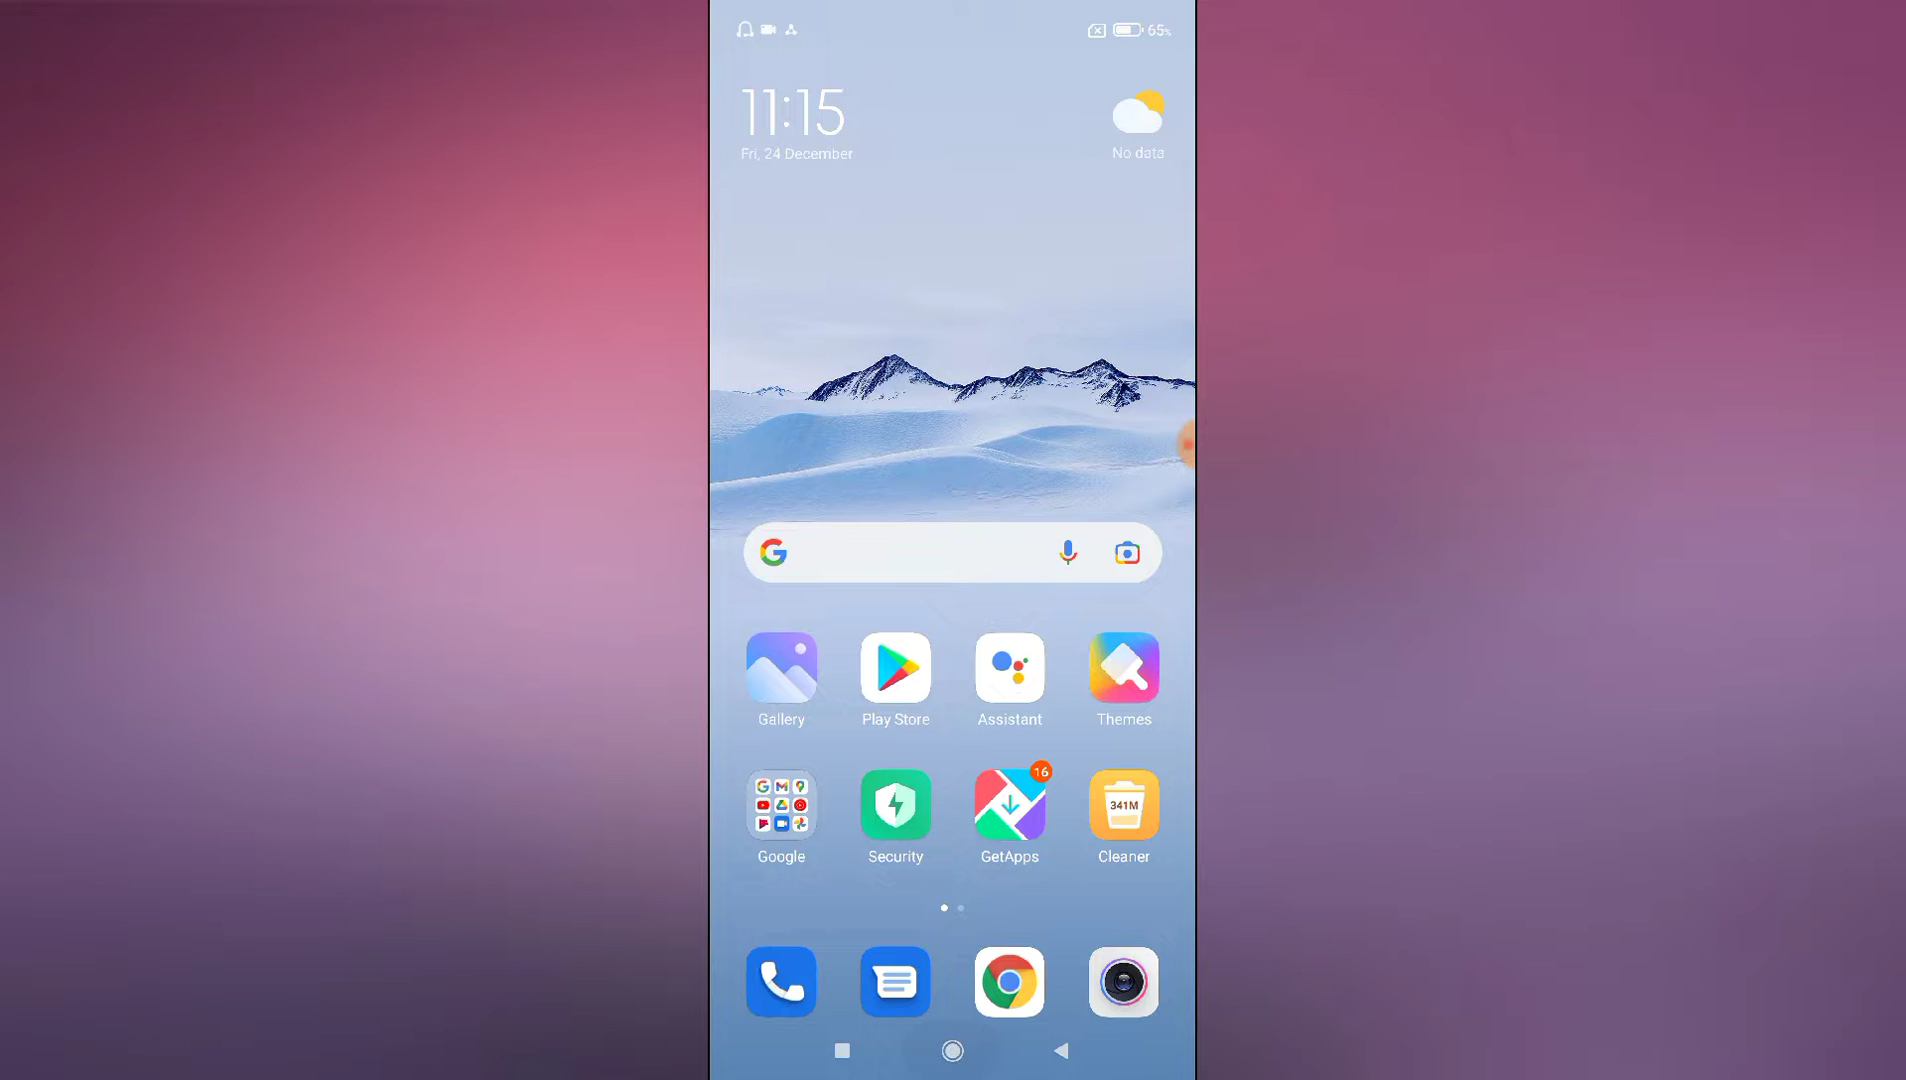 65%
11:15
Fri, 24 December
No data
Gallery
Play Store
Assistant
Themes
16
341M
Google
Security
GetApps
Cleaner